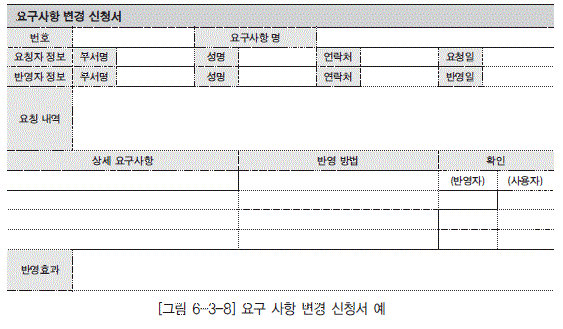 요구사항 변경 신청서
번호 요구사항 명
요청자 정보 부서명 성명 연락처 요청일
반영자 정보 부서명 성명 연락처 반영일
요청 내역
상세 요구사항 반영 방법 확인
(반영자) (사용자)
반영효과
[그림 6-3-8] 요구 사항 변경 신청서 예